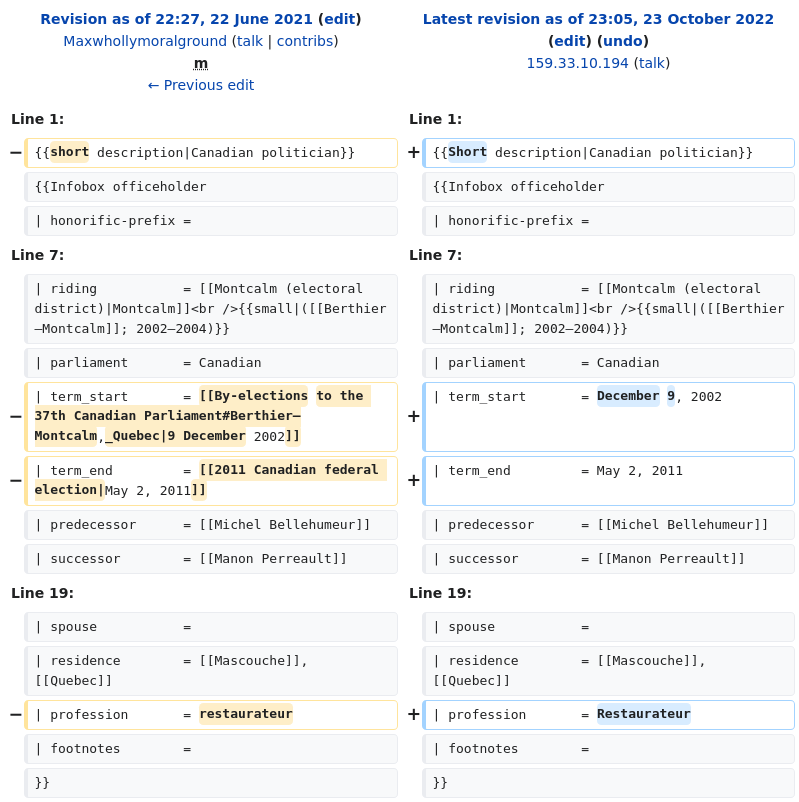 Revision as of 22:27, 22 June 2021 (edit)
Maxwhollymoralground (talk | contribs)
m
← Previous edit
Latest revision as of 23:05, 23 October 2022
(edit) (undo)
159.33.10.194 (talk)
Line 1:
Line 1:
− {{short description|Canadian politician}}
+ {{Short description|Canadian politician}}
{{Infobox officeholder
{{Infobox officeholder
| honorific-prefix =
| honorific-prefix =
Line 7:
Line 7:
| riding           = [[Montcalm (electoral
district)|Montcalm]]<br />{{small|([[Berthier
—Montcalm]]; 2002–2004)}}
| riding           = [[Montcalm (electoral
district)|Montcalm]]<br />{{small|([[Berthier
—Montcalm]]; 2002–2004)}}
| parliament       = Canadian
| parliament       = Canadian
− | term_start       = [[By-elections to the
37th Canadian Parliament#Berthier—
Montcalm,_Quebec|9 December 2002]]
+ | term_start       = December 9, 2002
− | term_end         = [[2011 Canadian federal
election|May 2, 2011]]
+ | term_end         = May 2, 2011
| predecessor      = [[Michel Bellehumeur]]
| predecessor      = [[Michel Bellehumeur]]
| successor        = [[Manon Perreault]]
| successor        = [[Manon Perreault]]
Line 19:
Line 19:
| spouse           =
| spouse           =
| residence        = [[Mascouche]],
[[Quebec]]
| residence        = [[Mascouche]],
[[Quebec]]
− | profession       = restaurateur
+ | profession       = Restaurateur
| footnotes        =
| footnotes        =
}}
}}